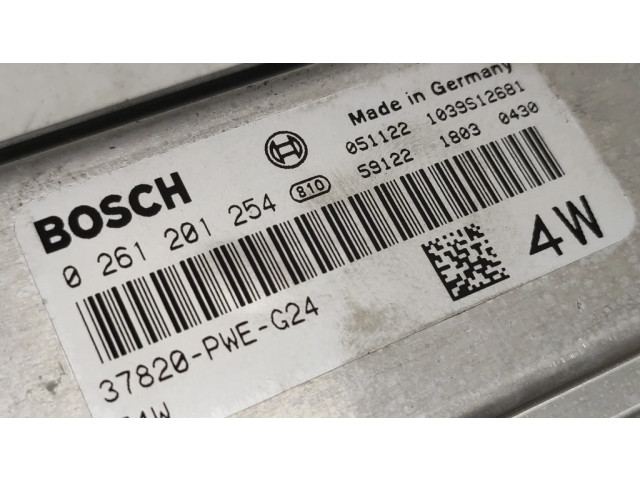 Made in Germany
051122 1039S12681
59122 1803 0430
BOSCH
0 261 201 254 810
4W
37820-PWE-G24